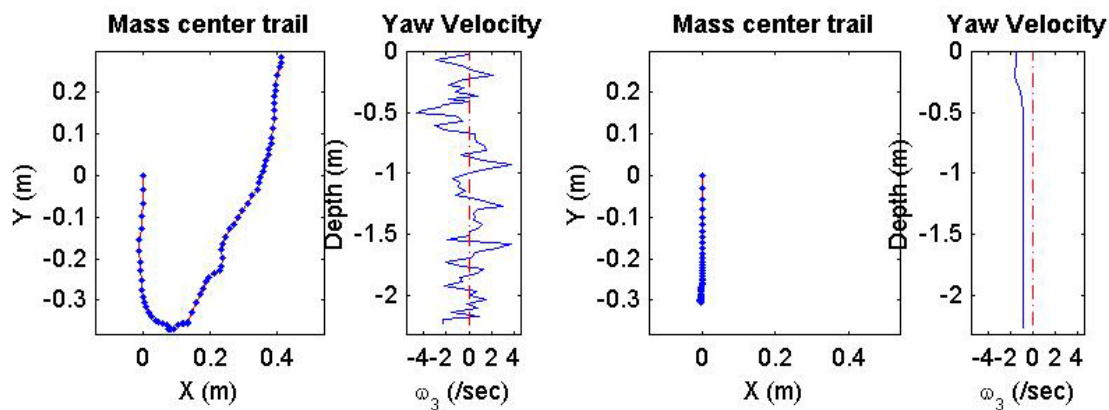 Mass center trail
Yaw Velocity
Mass center trail
Yaw Velocity
0.2
0.1
0
-0.1
-0.2
-0.3
Y (m)
0
0.2
0.4
X (m)
0
-0.5
-1
-1.5
-2
Depth (m)
-4 -2 0 2 4
ω3 (/sec)
0.2
0.1
0
-0.1
-0.2
-0.3
Y (m)
0
0.2
0.4
X (m)
0
-0.5
-1
-1.5
-2
Depth (m)
-4 -2 0 2 4
ω3 (/sec)